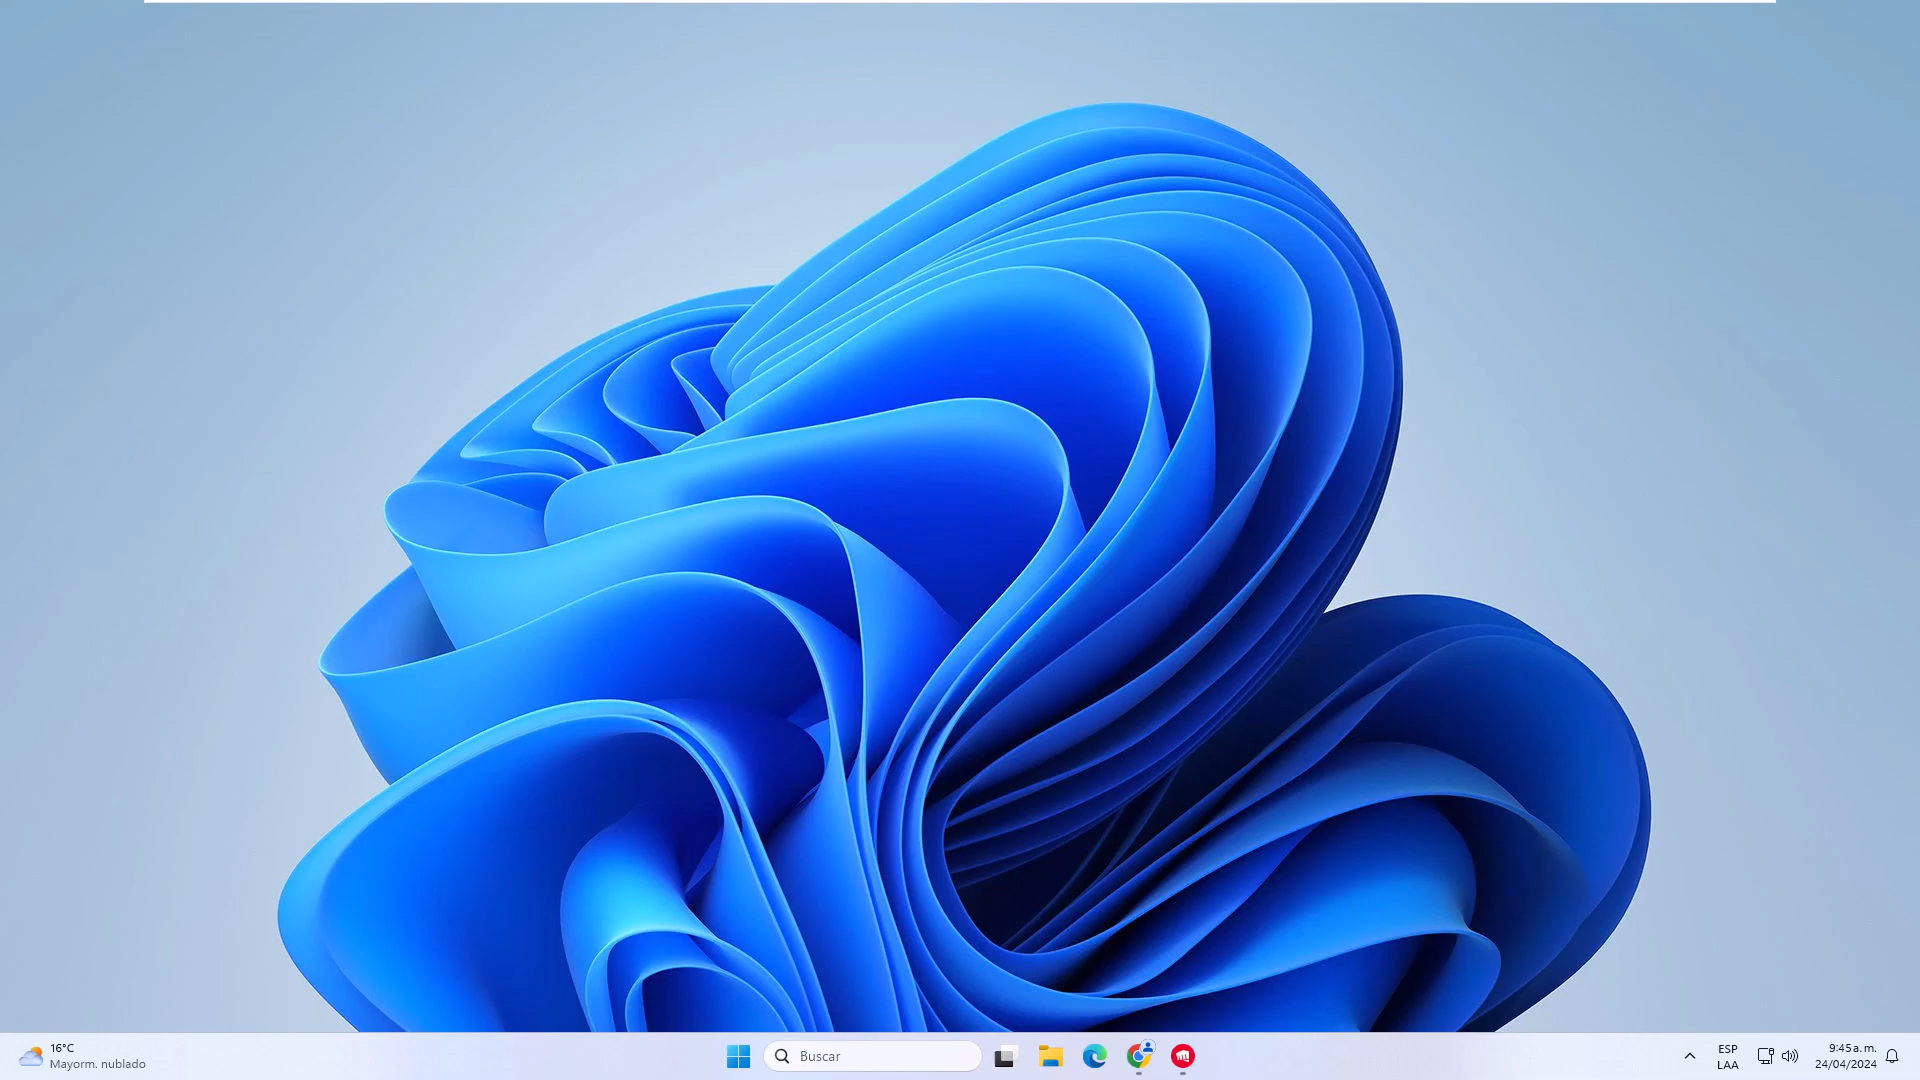 16°C
Mayorm. nublado
Buscar
ESP
LAA
9:45 a. m.
24/04/2024